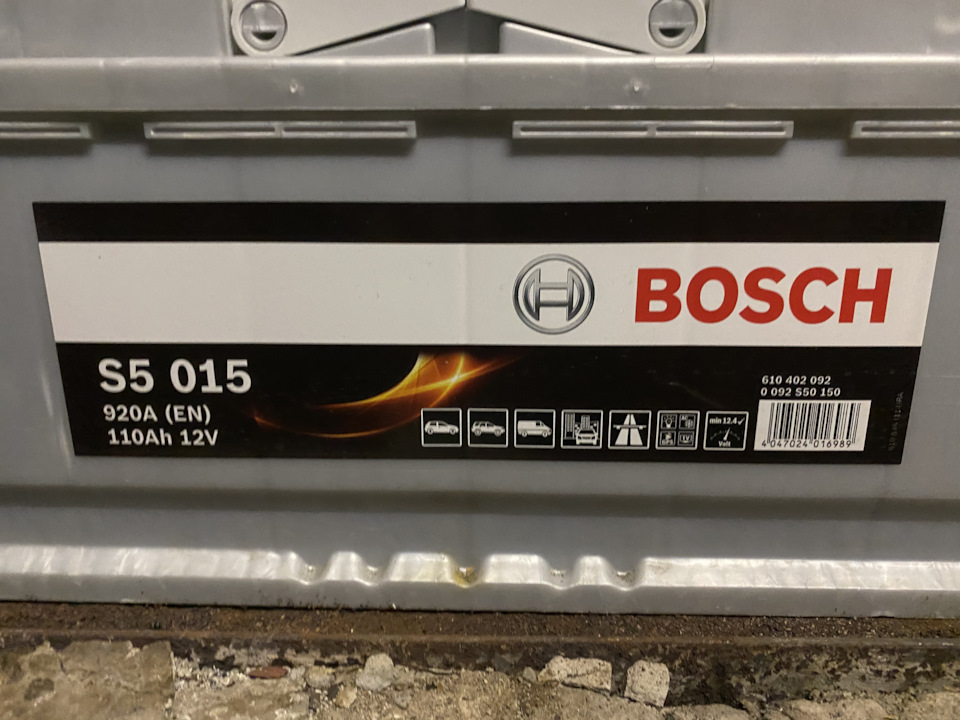 BOSCH
S5 015
920A (EN)
110Ah 12V
min 12.4 ✓
Volt
610 402 092
0 092 S50 150
4 047024 016989